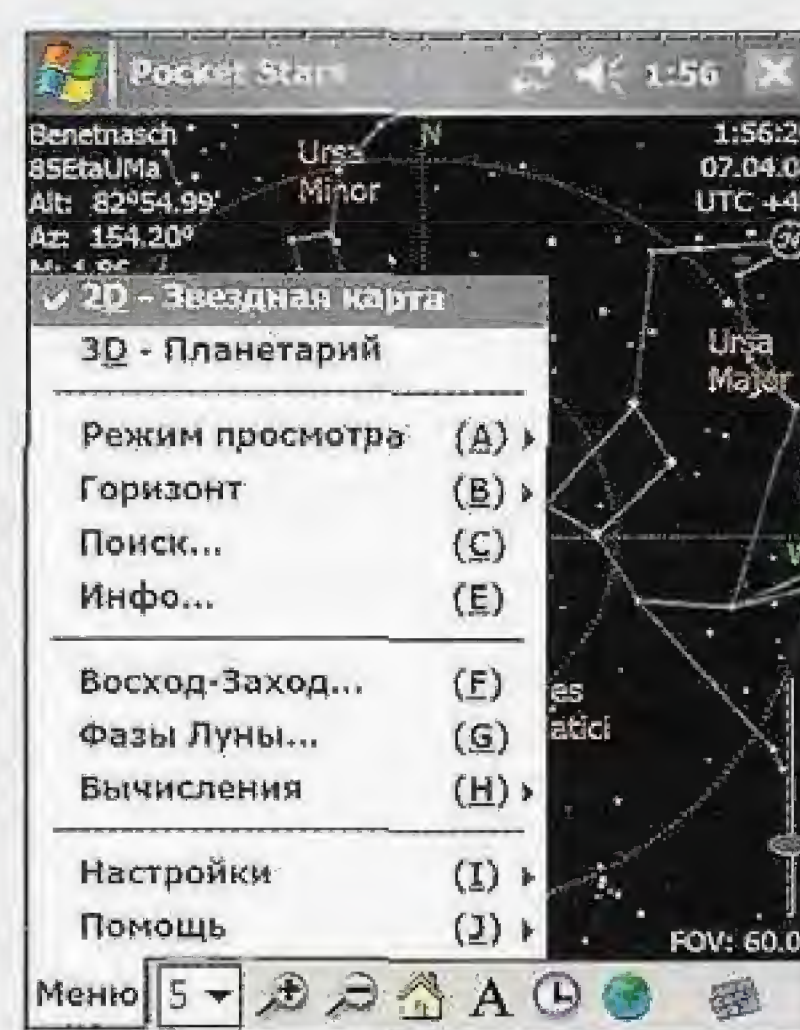 Pocket Stars 1:56
Benetnasch
85EtaUMa
Alt: 82°54.99'
Az: 154.20°
N
Ursa
Minor
1:56:2
07.04.0
UTC +4
2D - Звездная карта
3D - Планетарий
Режим просмотра (A)
Горизонт (B)
Поиск... (C)
Инфо... (E)
Восход-Заход... (F)
Фазы Луны... (G)
Вычисления (H)
Настройки (I)
Помощь (J)
Ursa
Major
es
atici
FOV: 60.0
Меню 5 A